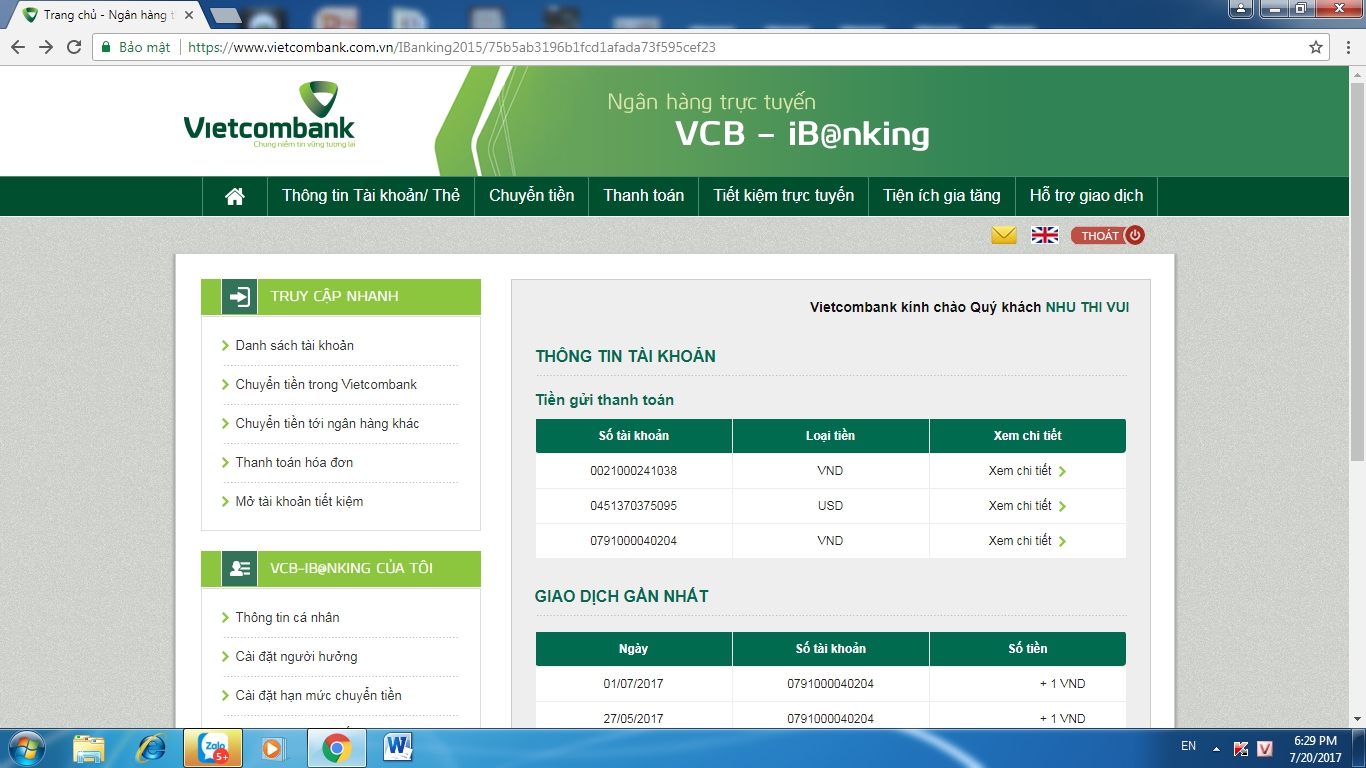 Trang chủ - Ngân hàng t
Bảo mật
https://www.vietcombank.com.vn/IBanking2015/75b5ab3196b1fcd1afada73f595cef23
Vietcombank
Chung niềm tin vững tương lai
Ngân hàng trực tuyến
VCB – iB@nking
Thông tin Tài khoản/ Thẻ Chuyển tiền Thanh toán Tiết kiệm trực tuyến Tiện ích gia tăng Hỗ trợ giao dịch
THOÁT
TRUY CẬP NHANH
Danh sách tài khoản
Chuyển tiền trong Vietcombank
Chuyển tiền tới ngân hàng khác
Thanh toán hóa đơn
Mở tài khoản tiết kiệm
VCB-IB@NKING CỦA TÔI
Thông tin cá nhân
Cài đặt người hưởng
Cài đặt hạn mức chuyển tiền
Vietcombank kính chào Quý khách NHU THI VUI
THÔNG TIN TÀI KHOẢN
Tiền gửi thanh toán
Số tài khoản Loại tiền Xem chi tiết
0021000241038 VND Xem chi tiết
0451370375095 USD Xem chi tiết
0791000040204 VND Xem chi tiết
GIAO DỊCH GẦN NHẤT
Ngày Số tài khoản Số tiền
01/07/2017 0791000040204 + 1 VND
27/05/2017 0791000040204 + 1 VND
Zalo
5+
EN
6:29 PM
7/20/2017